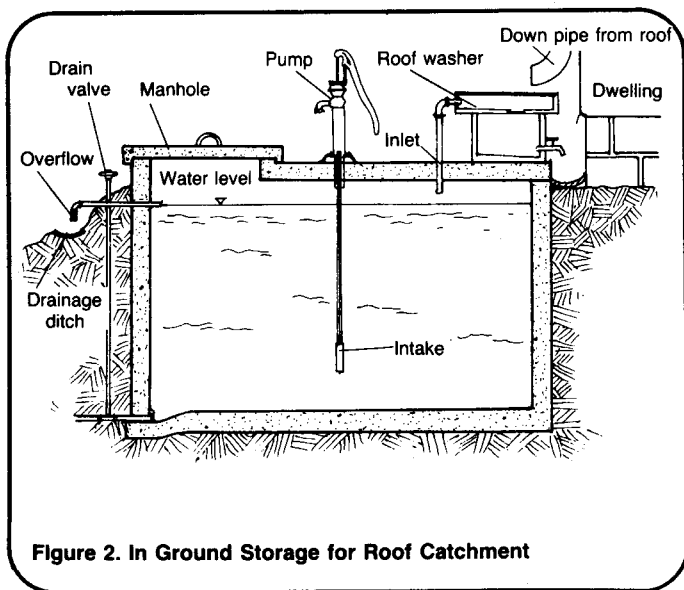 Down pipe from roof
Drain
valve
Pump
Roof washer
Manhole
Dwelling
Overflow
Inlet
Water level
Drainage
ditch
Intake
Figure 2. In Ground Storage for Roof Catchment